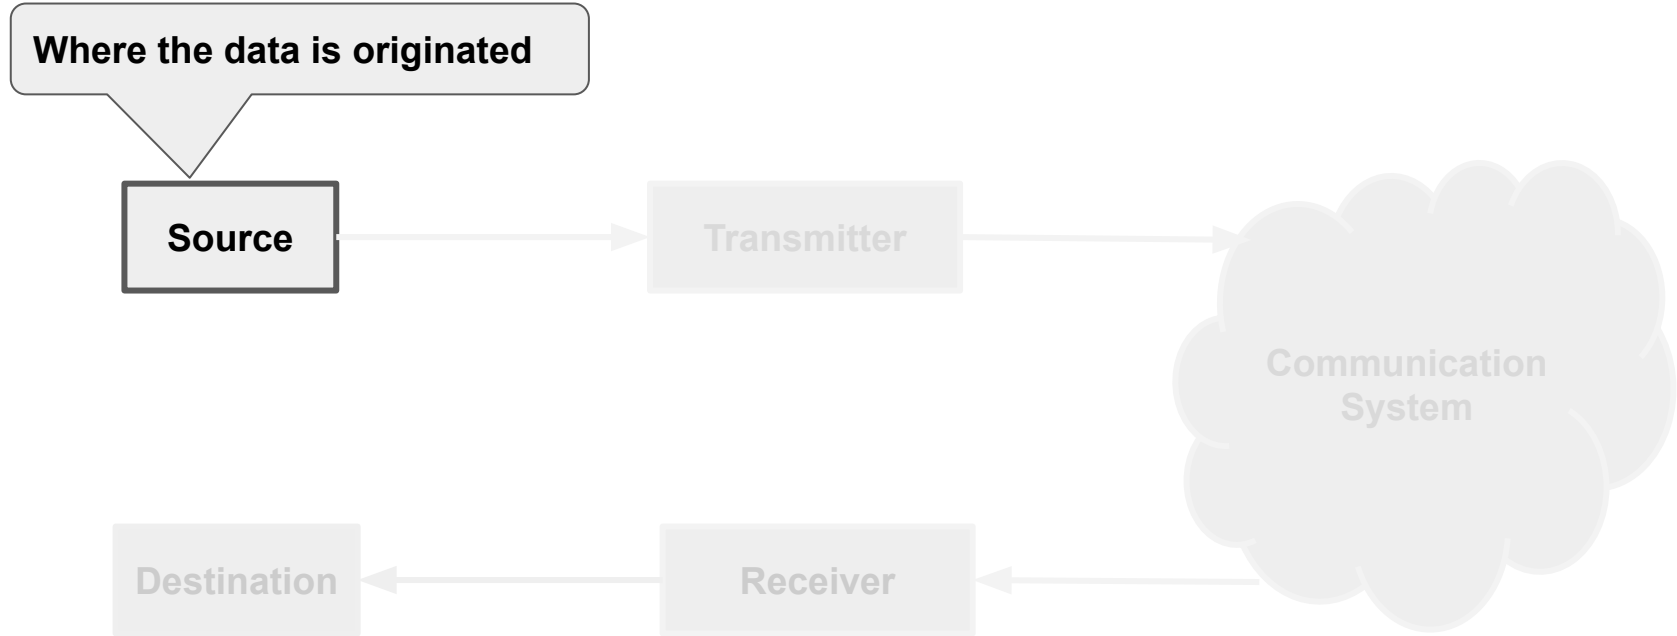 Where the data is originated
Source
Transmitter
Communication
System
Destination
Receiver